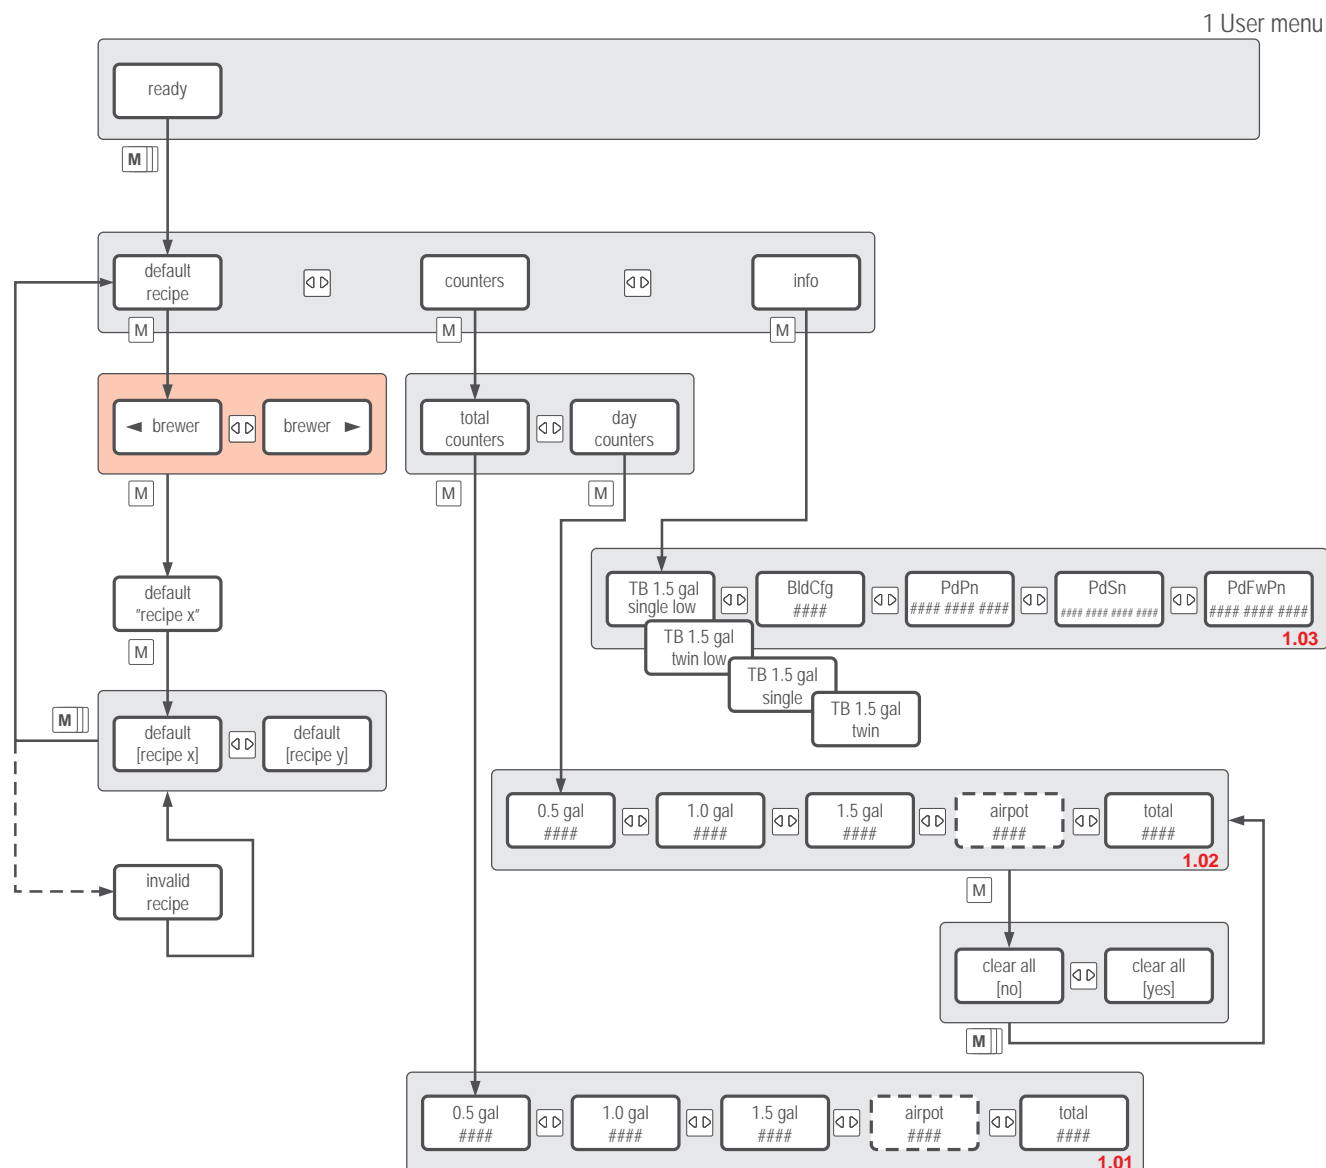 1 User menu
ready
M
default
recipe
counters
info
M
M
M
◄ brewer
brewer ►
total
counters
day
counters
M
M
M
default
"recipe x"
TB 1.5 gal
single low
BldCfg
####
PdPn
#### #### ####
PdSn
#### #### #### ####
PdFwPn
#### #### ####
1.03
TB 1.5 gal
twin low
TB 1.5 gal
single
TB 1.5 gal
twin
M
M
default
[recipe x]
default
[recipe y]
0.5 gal
####
1.0 gal
####
1.5 gal
####
airpot
####
total
####
1.02
invalid
recipe
M
clear all
[no]
clear all
[yes]
M
0.5 gal
####
1.0 gal
####
1.5 gal
####
airpot
####
total
####
1.01